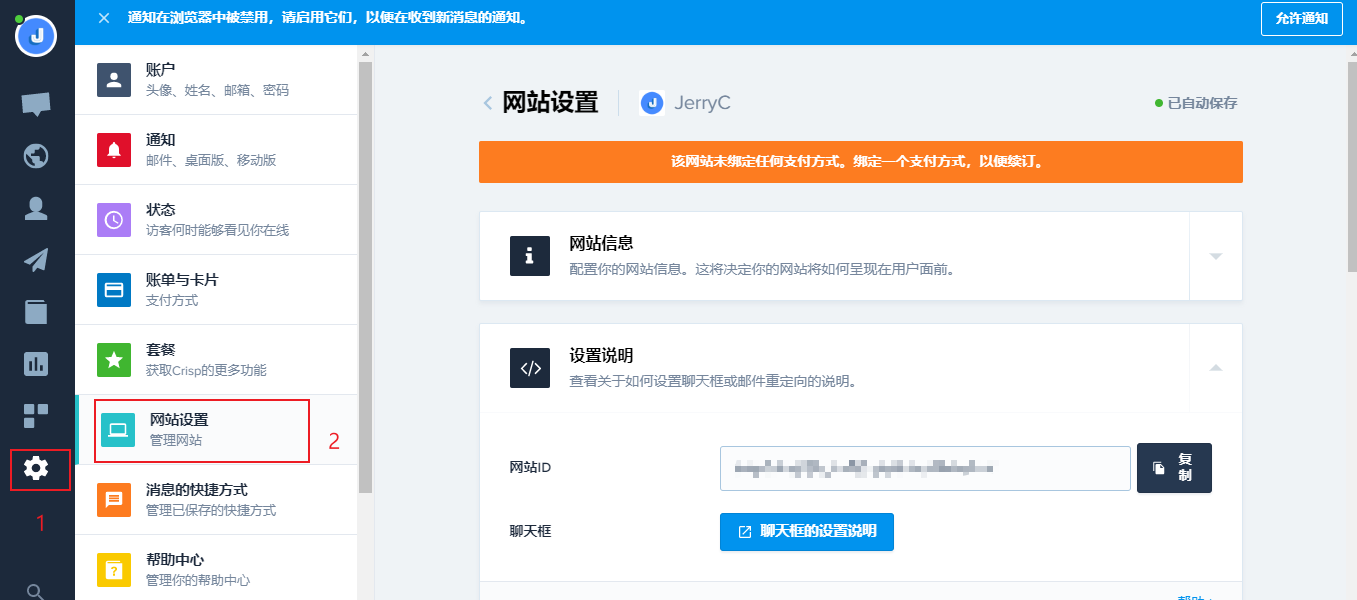 通知在浏览器中被禁用，请启用它们，以便在收到新消息的通知。
允许通知
账户
头像、姓名、邮箱、密码
通知
邮件、桌面版、移动版
状态
访客何时能够看见你在线
账单与卡片
支付方式
套餐
获取Crisp的更多功能
网站设置
管理网站
2
消息的快捷方式
管理已保存的快捷方式
帮助中心
管理你的帮助中心
1
网站设置
JerryC
已自动保存
该网站未绑定任何支付方式。绑定一个支付方式，以便续订。
网站信息
配置你的网站信息。这将决定你的网站将如何呈现在用户面前。
设置说明
查看关于如何设置聊天框或邮件重定向的说明。
网站ID
复制
聊天框
聊天框的设置说明